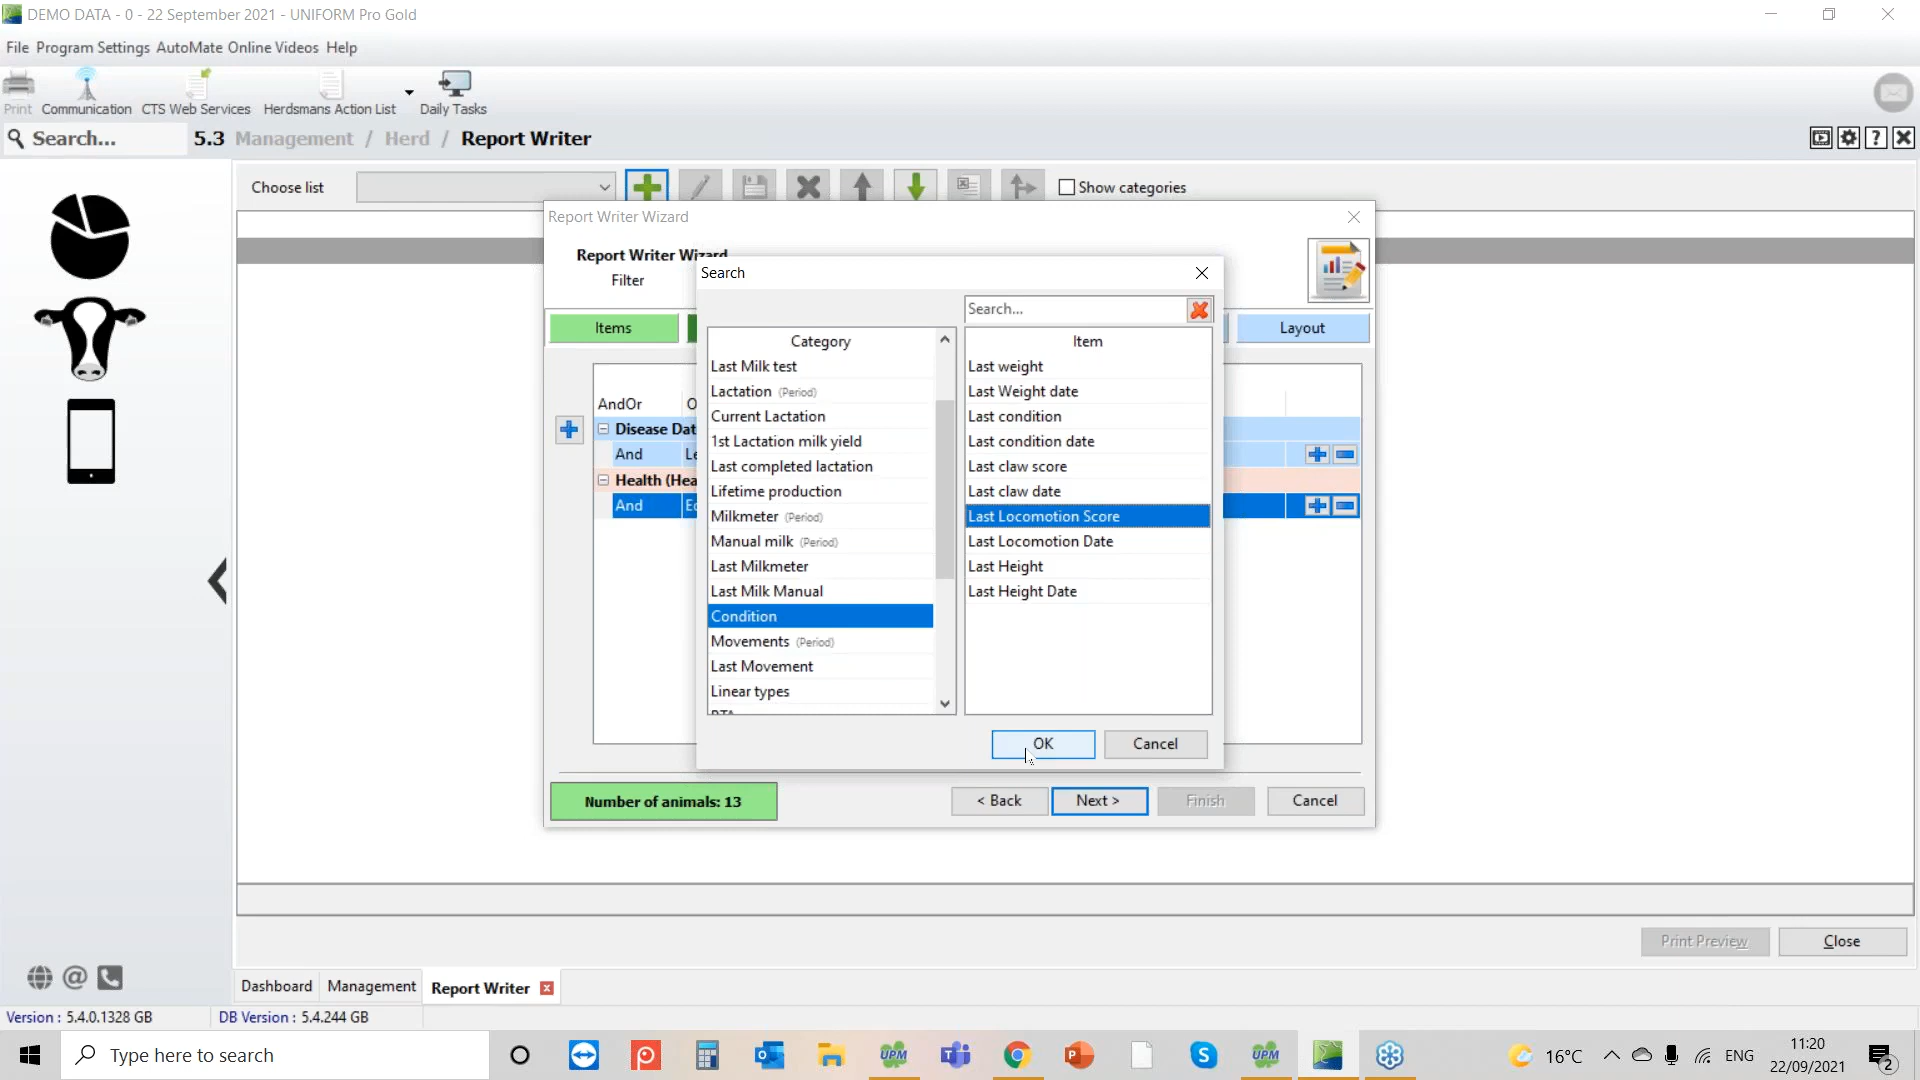 DEMO DATA - 0 - 22 September 2021 - UNIFORM Pro Gold
File Program Settings AutoMate Online Videos Help
Print Communication CTS Web Services Herdsmans Action List Daily Tasks
Search... 5.3 Management / Herd / Report Writer
Choose list Show categories
Report Writer Wizard
Report Writer Wizard
Filter
Items Layout
Search
Search...
Category Item
Last Milk test
Lactation (Period)
Current Lactation
1st Lactation milk yield
Last completed lactation
Lifetime production
Milkmeter (Period)
Manual milk (Period)
Last Milkmeter
Last Milk Manual
Condition
Movements (Period)
Last Movement
Linear types
Last weight
Last Weight date
Last condition
Last condition date
Last claw score
Last claw date
Last Locomotion Score
Last Locomotion Date
Last Height
Last Height Date
OK Cancel
AndOr O
Disease Dat
And Le
Health (Hea
And
Number of animals: 13
< Back Next > Finish Cancel
Print Preview Close
Dashboard Management Report Writer
Version : 5.4.0.1328 GB DB Version : 5.4.244 GB
Type here to search
UPM UPM
16°C ENG
11:20
22/09/2021
2